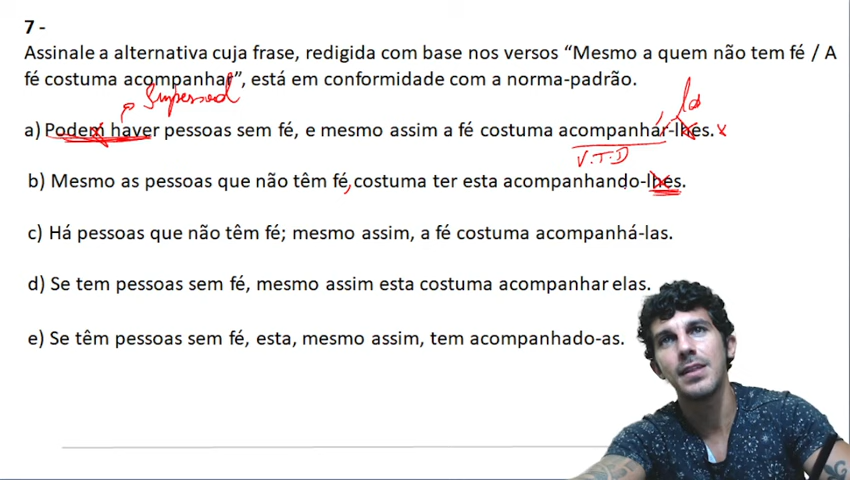 7 -
Assinale a alternativa cuja frase, redigida com base nos versos “Mesmo a quem não tem fé / A
fé costuma acompanhar”, está em conformidade com a norma-padrão.
Impessoal
la
a) Podem haver pessoas sem fé, e mesmo assim a fé costuma acompanhar-lhes. x
V.T.D
b) Mesmo as pessoas que não têm fé, costuma ter esta acompanhando-lhes.
c) Há pessoas que não têm fé; mesmo assim, a fé costuma acompanhá-las.
d) Se tem pessoas sem fé, mesmo assim esta costuma acompanhar elas.
e) Se têm pessoas sem fé, esta, mesmo assim, tem acompanhado-as.